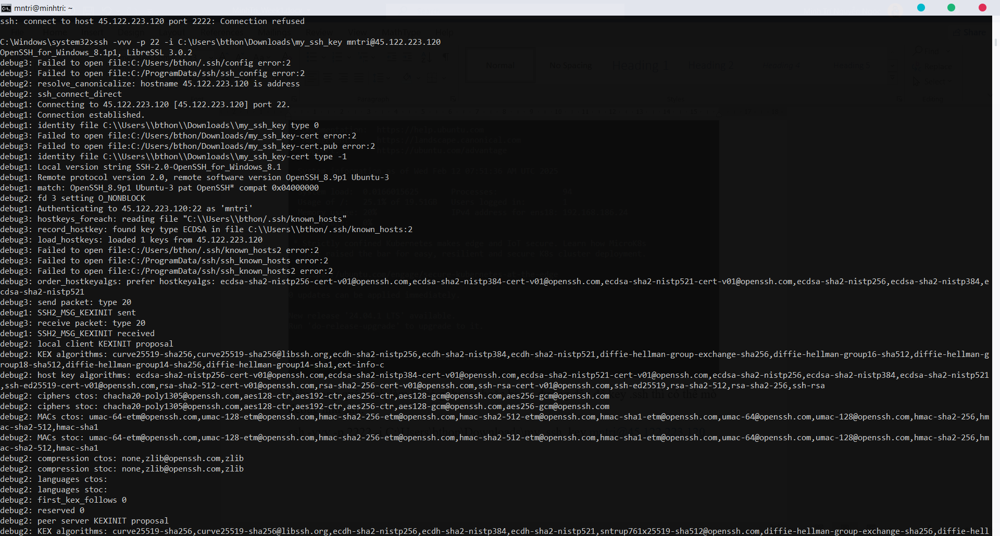 mntri@minhtri: ~
ssh: connect to host 45.122.223.120 port 2222: Connection refused
C:\Windows\system32>ssh -vvv -p 22 -i C:\Users\bthon\Downloads\my_ssh_key mntri@45.122.223.120
OpenSSH_for_Windows_8.1p1, LibreSSL 3.0.2
debug3: Failed to open file:C:/Users/bthon/.ssh/config error:2
debug3: Failed to open file:C:/ProgramData/ssh/ssh_config error:2
debug2: resolve_canonicalize: hostname 45.122.223.120 is address
debug2: ssh_connect_direct
debug1: Connecting to 45.122.223.120 [45.122.223.120] port 22.
debug1: Connection established.
debug1: identity file C:\\Users\\bthon\\Downloads\\my_ssh_key type 0
debug3: Failed to open file:C:/Users/bthon/Downloads/my_ssh_key-cert error:2
debug3: Failed to open file:C:/Users/bthon/Downloads/my_ssh_key-cert.pub error:2
debug1: identity file C:\\Users\\bthon\\Downloads\\my_ssh_key-cert type -1
debug1: Local version string SSH-2.0-OpenSSH_for_Windows_8.1
debug1: Remote protocol version 2.0, remote software version OpenSSH_8.9p1 Ubuntu-3
debug1: match: OpenSSH_8.9p1 Ubuntu-3 pat OpenSSH* compat 0x04000000
debug2: fd 3 setting O_NONBLOCK
debug1: Authenticating to 45.122.223.120:22 as 'mntri'
debug3: hostkeys_foreach: reading file "C:\\Users\\bthon/.ssh/known_hosts"
debug3: record_hostkey: found key type ECDSA in file C:\\Users\\bthon/.ssh/known_hosts:2
debug3: load_hostkeys: loaded 1 keys from 45.122.223.120
debug3: Failed to open file:C:/Users/bthon/.ssh/known_hosts2 error:2
debug3: Failed to open file:C:/ProgramData/ssh/ssh_known_hosts error:2
debug3: Failed to open file:C:/ProgramData/ssh/ssh_known_hosts2 error:2
debug3: order_hostkeyalgs: prefer hostkeyalgs: ecdsa-sha2-nistp256-cert-v01@openssh.com,ecdsa-sha2-nistp384-cert-v01@openssh.com,ecdsa-sha2-nistp521-cert-v01@openssh.com,ecdsa-sha2-nistp256,ecdsa-sha2-nistp384,e
cdsa-sha2-nistp521
debug3: send packet: type 20
debug1: SSH2_MSG_KEXINIT sent
debug3: receive packet: type 20
debug1: SSH2_MSG_KEXINIT received
debug2: local client KEXINIT proposal
debug2: KEX algorithms: curve25519-sha256,curve25519-sha256@libssh.org,ecdh-sha2-nistp256,ecdh-sha2-nistp384,ecdh-sha2-nistp521,diffie-hellman-group-exchange-sha256,diffie-hellman-group16-sha512,diffie-hellman-g
roup18-sha512,diffie-hellman-group14-sha256,diffie-hellman-group14-sha1,ext-info-c
debug2: host key algorithms: ecdsa-sha2-nistp256-cert-v01@openssh.com,ecdsa-sha2-nistp384-cert-v01@openssh.com,ecdsa-sha2-nistp521-cert-v01@openssh.com,ecdsa-sha2-nistp256,ecdsa-sha2-nistp384,ecdsa-sha2-nistp521
,ssh-ed25519-cert-v01@openssh.com,rsa-sha2-512-cert-v01@openssh.com,rsa-sha2-256-cert-v01@openssh.com,ssh-rsa-cert-v01@openssh.com,ssh-ed25519,rsa-sha2-512,rsa-sha2-256,ssh-rsa
debug2: ciphers ctos: chacha20-poly1305@openssh.com,aes128-ctr,aes192-ctr,aes256-ctr,aes128-gcm@openssh.com,aes256-gcm@openssh.com
debug2: ciphers stoc: chacha20-poly1305@openssh.com,aes128-ctr,aes192-ctr,aes256-ctr,aes128-gcm@openssh.com,aes256-gcm@openssh.com
debug2: MACs ctos: umac-64-etm@openssh.com,umac-128-etm@openssh.com,hmac-sha2-256-etm@openssh.com,hmac-sha2-512-etm@openssh.com,hmac-sha1-etm@openssh.com,umac-64@openssh.com,umac-128@openssh.com,hmac-sha2-256,hm
ac-sha2-512,hmac-sha1
debug2: MACs stoc: umac-64-etm@openssh.com,umac-128-etm@openssh.com,hmac-sha2-256-etm@openssh.com,hmac-sha2-512-etm@openssh.com,hmac-sha1-etm@openssh.com,umac-64@openssh.com,umac-128@openssh.com,hmac-sha2-256,hm
ac-sha2-512,hmac-sha1
debug2: compression ctos: none,zlib@openssh.com,zlib
debug2: compression stoc: none,zlib@openssh.com,zlib
debug2: languages ctos:
debug2: languages stoc:
debug2: first_kex_follows 0
debug2: reserved 0
debug2: peer server KEXINIT proposal
debug2: KEX algorithms: curve25519-sha256,curve25519-sha256@libssh.org,ecdh-sha2-nistp256,ecdh-sha2-nistp384,ecdh-sha2-nistp521,sntrup761x25519-sha512@openssh.com,diffie-hellman-group-exchange-sha256,diffie-hell